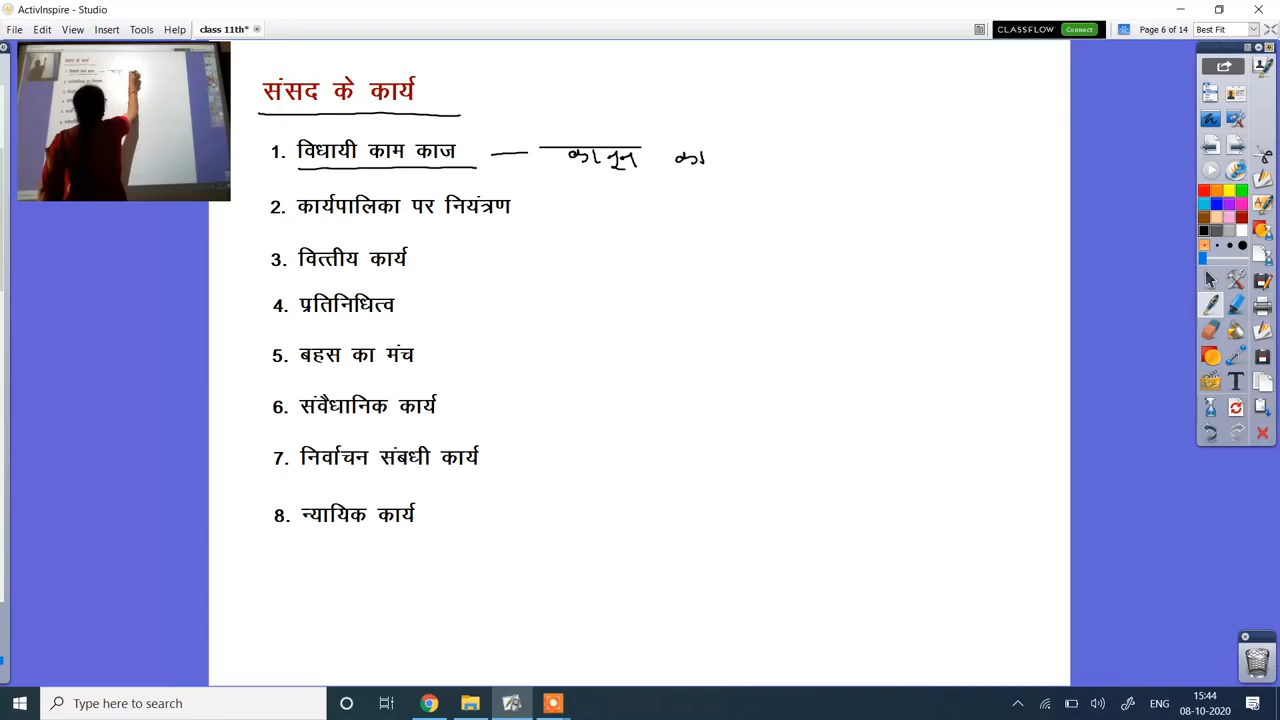 ActivInspire - Studio
File Edit View Insert Tools Help class 11th*
CLASSFLOW Connect Page 6 of 14 Best Fit
संसद के कार्य
1. विधायी काम काज — कानून का
2. कार्यपालिका पर नियंत्रण
3. वित्तीय कार्य
4. प्रतिनिधित्व
5. बहस का मंच
6. संवैधानिक कार्य
7. निर्वाचन संबधी कार्य
8. न्यायिक कार्य
Type here to search
ENG
15:44
08-10-2020